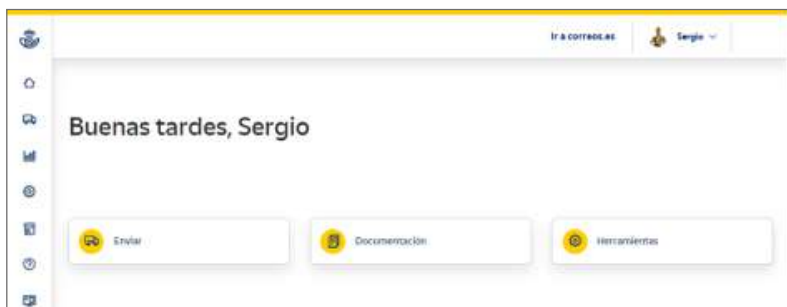 Ir a correos.es
Sergio
Buenas tardes, Sergio
Enviar
Documentación
Herramientas